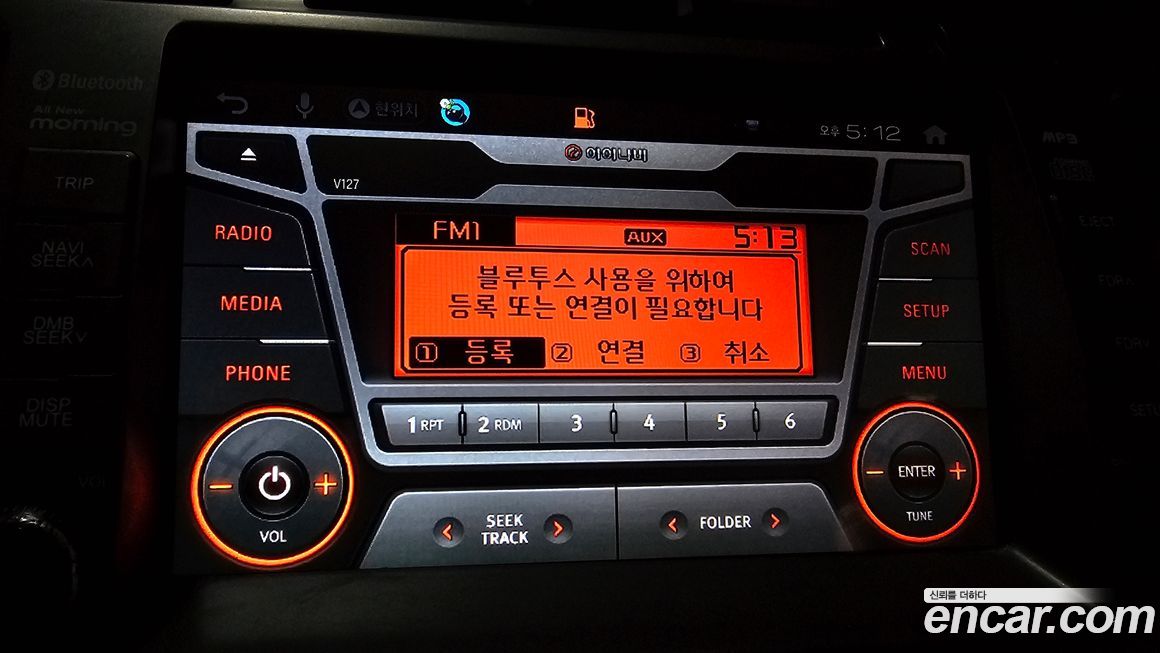 Bluetooth
All New
morning
현위치
오후 5:12
MP3
아이나비
V127
TRIP
RADIO
FM1
AUX
5:13
SCAN
EJECT
NAVI
SEEK∧
블루투스 사용을 위하여
등록 또는 연결이 필요합니다
MEDIA
SETUP
DMB
SEEK∨
1 등록
2 연결
3 취소
PHONE
MENU
DISP
MUTE
1 RPT
2 RDM
3
4
5
6
VOL
- +
VOL
SEEK
TRACK
< >
< FOLDER >
- ENTER +
TUNE
신뢰를 더하다
encar.com